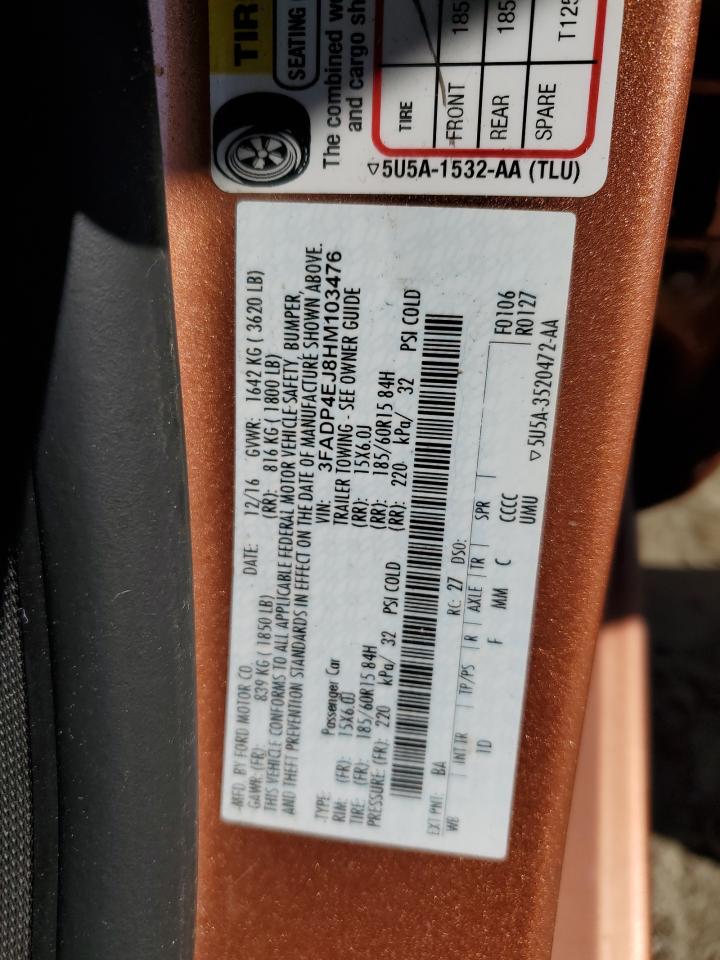 TIRE
SEATING
The combined
and cargo
TIRE
FRONT 185
REAR 185
SPARE T125
▽5U5A-1532-AA (TLU)
MFD. BY FORD MOTOR CO. DATE: 12/16 GVWR: 1642 KG ( 3620 LB)
GAWR: (FR): 839 KG ( 1850 LB) (RR): 816 KG ( 1800 LB)
THIS VEHICLE CONFORMS TO ALL APPLICABLE FEDERAL MOTOR VEHICLE SAFETY, BUMPER,
AND THEFT PREVENTION STANDARDS IN EFFECT ON THE DATE OF MANUFACTURE SHOWN ABOVE.
VIN: 3FADP4EJ8HM103476
TYPE: Passenger Car TRAILER TOWING - SEE OWNER GUIDE
RIM: (FR): 15X6.0J (RR): 15X6.0J
TIRE: (FR): 185/60R15 84H (RR): 185/60R15 84H
PRESSURE: (FR): 220 kPa/ 32 PSI COLD (RR): 220 kPa/ 32 PSI COLD
EXT PNT: BA RC: 27 DSO: F0106
WB INT TR TP/PS R AXLE TR SPR R0127
ID F MM C CCCC
UMU
▽5U5A-3520472-AA